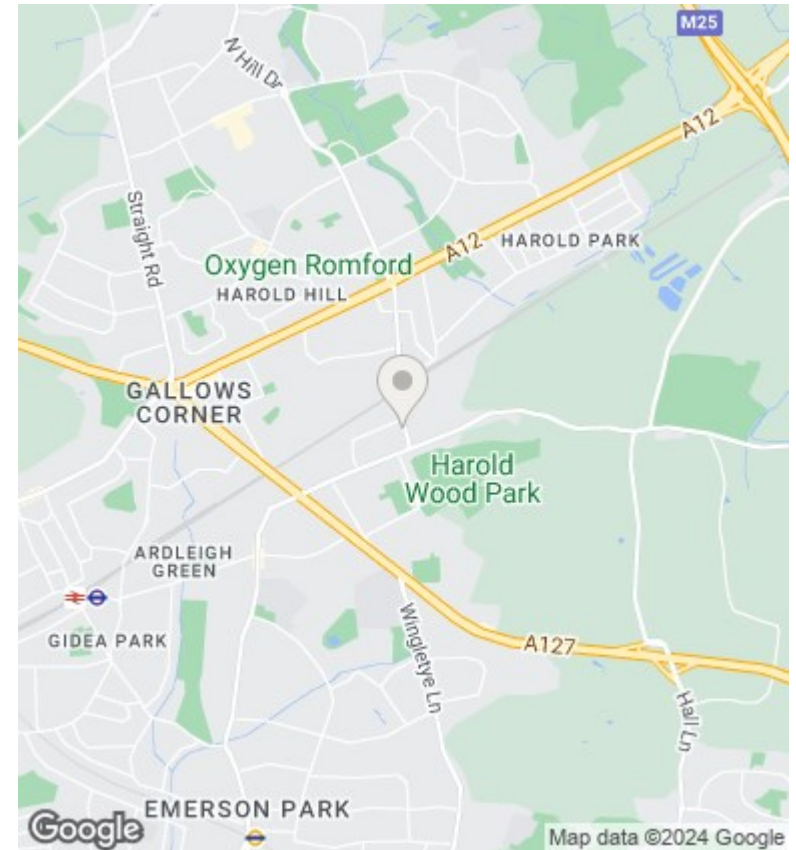 M25
N Hill Dr
A12
Straight Rd
A12
HAROLD PARK
Oxygen Romford
HAROLD HILL
GALLOWS
CORNER
Harold
Wood Park
ARDLEIGH
GREEN
GIDEA PARK
Wingletye Ln
A127
Hall Ln
EMERSON PARK
Google
Map data ©2024 Google